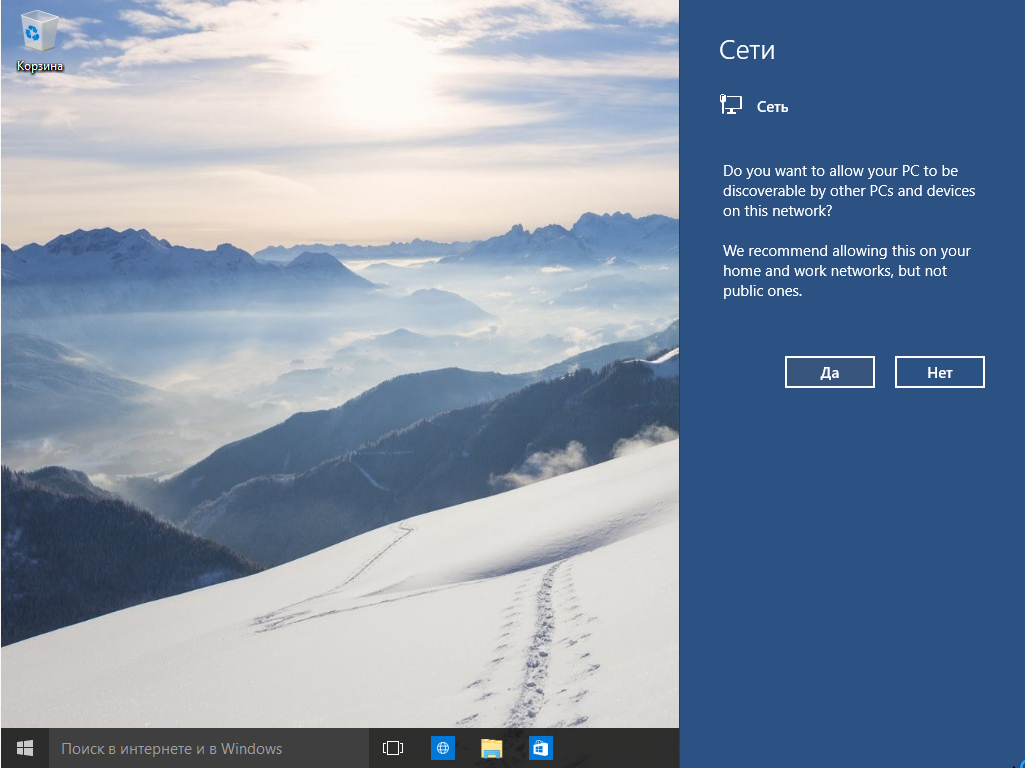 Корзина
Сети
Сеть
Do you want to allow your PC to be
discoverable by other PCs and devices
on this network?
We recommend allowing this on your
home and work networks, but not
public ones.
Да
Нет
Поиск в интернете и в Windows